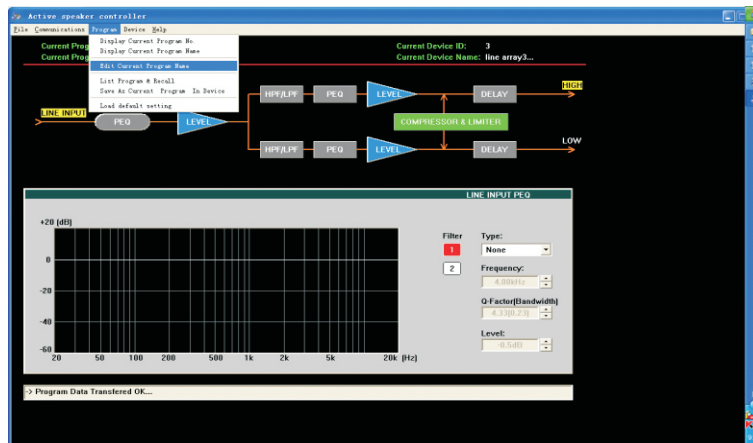 Active speaker controller
File Communications Program Device Help
Current Prog
Current Prog
Display Current Program No.
Display Current Program Name
Edit Current Program Name
List Program & Recall
Save As Current Program In Device
Load default setting
Current Device ID: 3
Current Device Name: line array3...
HPF/LPF PEQ LEVEL DELAY HIGH
LINE INPUT PEQ LEVEL COMPRESSOR & LIMITER
HPF/LPF PEQ LEVEL DELAY LOW
LINE INPUT PEQ
+20 (dB)
0
-20
-40
-60
20 50 100 200 500 1k 2k 5k 20k (Hz)
Filter
1
2
Type:
None
Frequency:
4.00kHz
Q-Factor(Bandwidth)
4.33(0.23)
Level:
-8.5dB
-> Program Data Transfered OK...